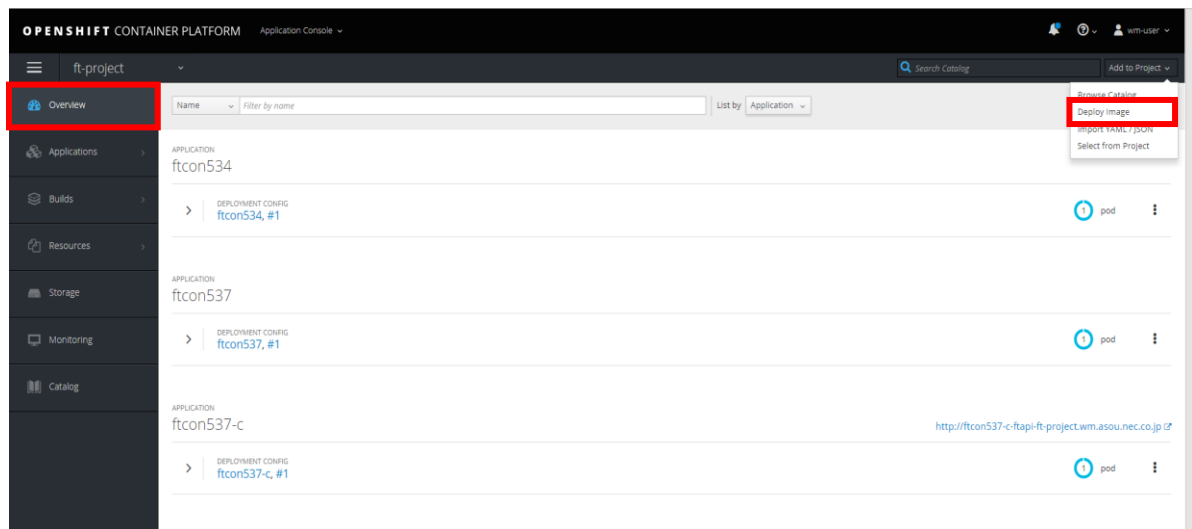 OPENSHIFT CONTAINER PLATFORM Application Console wm-user
ft-project Search Catalog Add to Project
Overview Name Filter by name List by Application Browse Catalog
Deploy Image
Import YAML / JSON
Select from Project
Applications
Builds
Resources
Storage
Monitoring
Catalog
APPLICATION
ftcon534
DEPLOYMENT CONFIG
ftcon534, #1 1 pod
APPLICATION
ftcon537
DEPLOYMENT CONFIG
ftcon537, #1 1 pod
APPLICATION
ftcon537-c http://ftcon537-c-ftapi-ft-project.wm.asou.nec.co.jp
DEPLOYMENT CONFIG
ftcon537-c, #1 1 pod